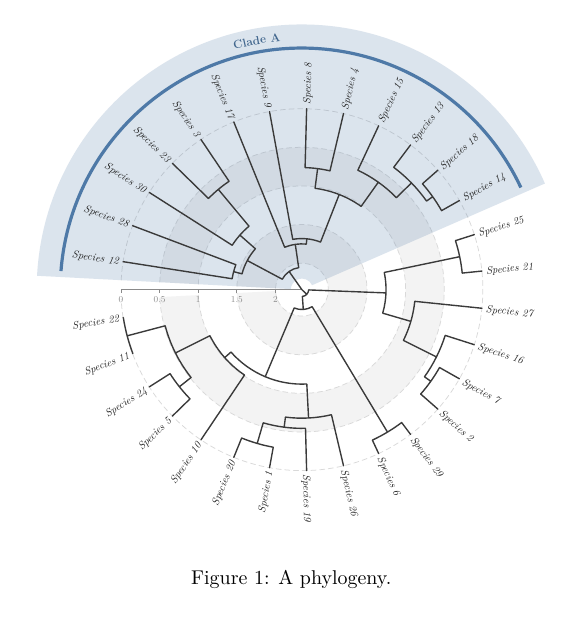 Clade A
Species 8
Species 4
Species 15
Species 13
Species 18
Species 14
Species 25
Species 21
Species 27
Species 16
Species 7
Species 2
Species 29
Species 6
Species 26
Species 19
Species 1
Species 20
Species 10
Species 5
Species 24
Species 11
Species 22
Species 12
Species 28
Species 30
Species 23
Species 3
Species 17
Species 9
0 0.5 1 1.5 2
Figure 1: A phylogeny.